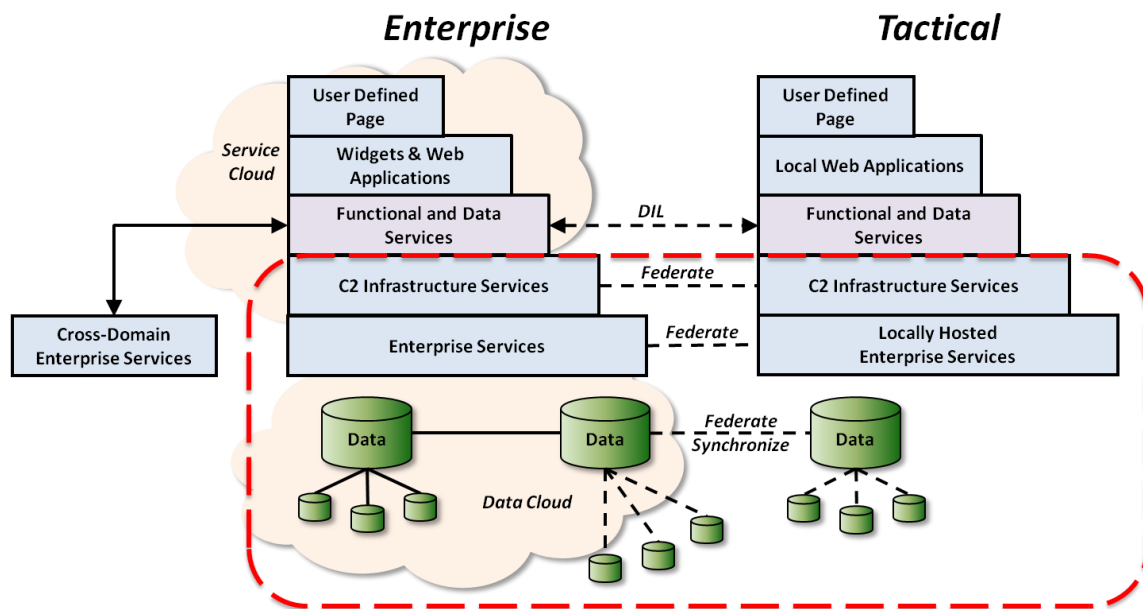 Enterprise
Tactical
User Defined
Page
User Defined
Page
Service
Cloud
Widgets & Web
Applications
Local Web Applications
Functional and Data
Services
DIL
Functional and Data
Services
C2 Infrastructure Services
Federate
C2 Infrastructure Services
Cross-Domain
Enterprise Services
Enterprise Services
Federate
Locally Hosted
Enterprise Services
Data
Data
Federate
Synchronize
Data
Data Cloud